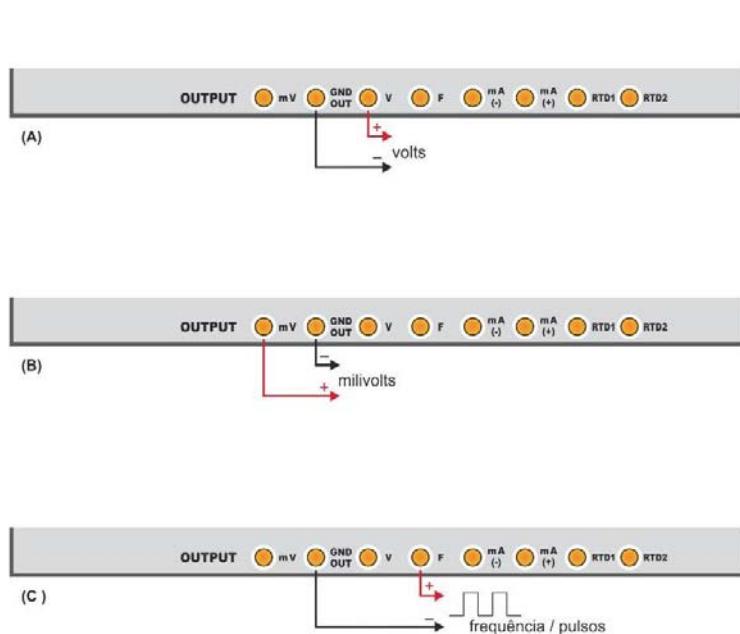 OUTPUT mV GND OUT V F mA (-) mA (+) RTD1 RTD2
(A)
+
– volts
OUTPUT mV GND OUT V F mA (-) mA (+) RTD1 RTD2
(B)
–
+ milivolts
OUTPUT mV GND OUT V F mA (-) mA (+) RTD1 RTD2
(C )
+
–
frequência / pulsos